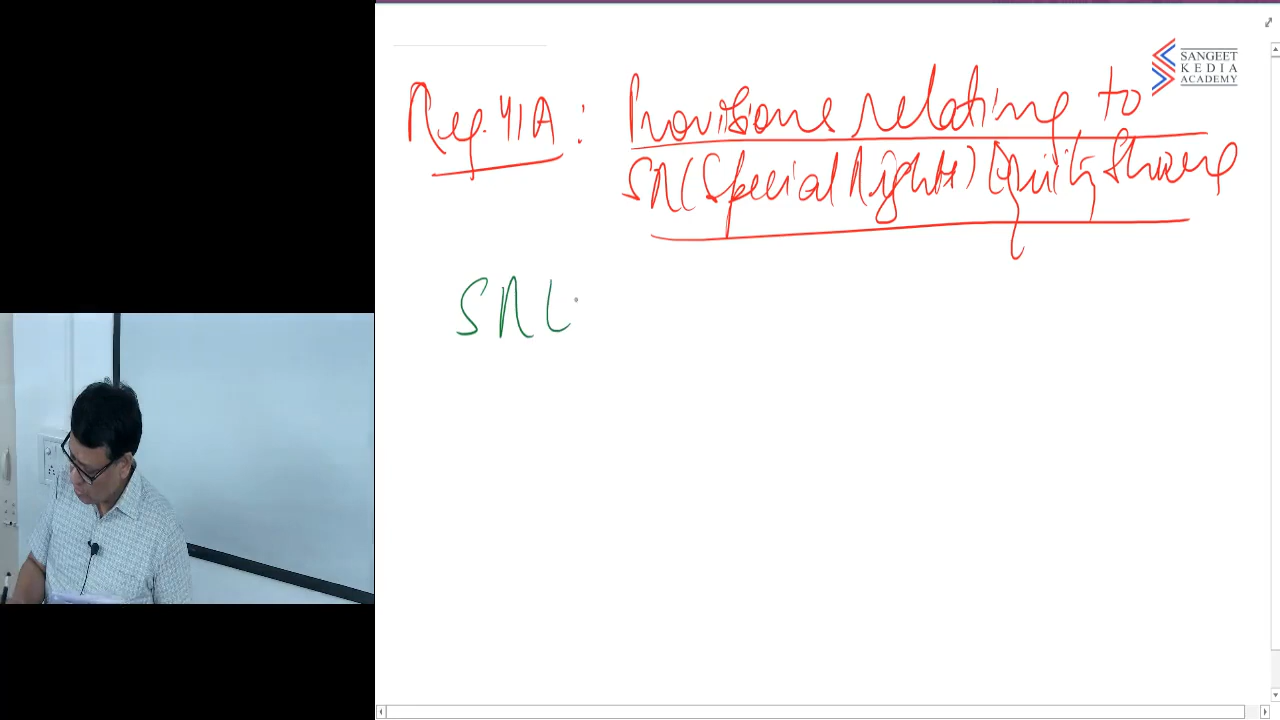 SANGEET
KEDIA
ACADEMY
Reg. 41A : Provisions relating to
SR (Special Rights) Equity Shares
SR (